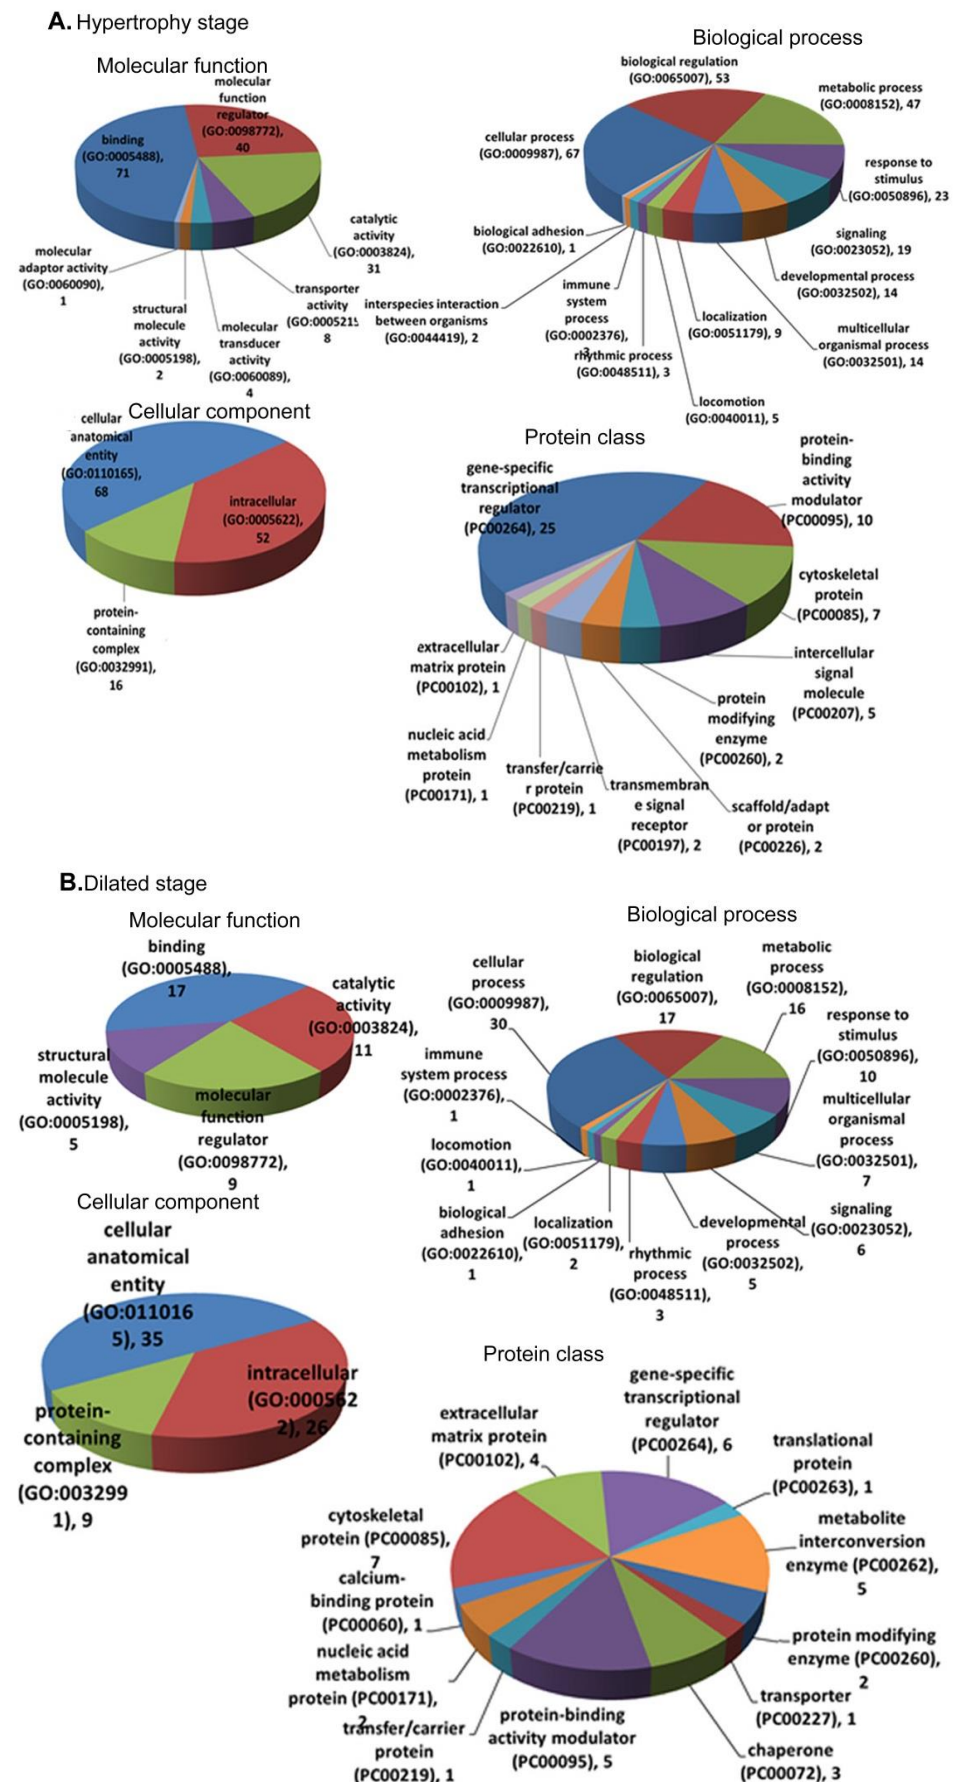 A. Hypertrophy stage
Molecular function
molecular
function
regulator
(GO:0098772),
40
binding
(GO:0005488),
71
catalytic
activity
(GO:0003824),
31
molecular
adaptor activity
(GO:0060090),
1
transporter
activity
(GO:0005215
8
structural
molecule
activity
(GO:0005198),
2
molecular
transducer
activity
(GO:0060089),
4
Biological process
biological regulation
(GO:0065007), 53
metabolic process
(GO:0008152), 47
cellular process
(GO:0009987), 67
response to
stimulus
(GO:0050896), 23
biological adhesion
(GO:0022610), 1
signaling
(GO:0023052), 19
developmental process
(GO:0032502), 14
immune
system
process
(GO:0002376),
3
interspecies interaction
between organisms
(GO:0044419), 2
localization
(GO:0051179), 9
multicellular
organismal process
(GO:0032501), 14
rhythmic process
(GO:0048511), 3
locomotion
(GO:0040011), 5
Cellular component
cellular
anatomical
entity
(GO:0110165),
68
intracellular
(GO:0005622),
52
protein-
containing
complex
(GO:0032991),
16
Protein class
gene-specific
transcriptional
regulator
(PC00264), 25
protein-
binding
activity
modulator
(PC00095), 10
cytoskeletal
protein
(PC00085), 7
extracellular
matrix protein
(PC00102), 1
intercellular
signal
molecule
(PC00207), 5
protein
modifying
enzyme
(PC00260), 2
nucleic acid
metabolism
protein
(PC00171), 1
transfer/carrie
r protein
(PC00219), 1
transmembran
e signal
receptor
(PC00197), 2
scaffold/adapt
or protein
(PC00226), 2
B. Dilated stage
Molecular function
binding
(GO:0005488),
17
catalytic
activity
(GO:0003824),
11
structural
molecule
activity
(GO:0005198),
5
molecular
function
regulator
(GO:0098772),
9
Biological process
cellular
process
(GO:0009987),
30
biological
regulation
(GO:0065007),
17
metabolic
process
(GO:0008152),
16
response to
stimulus
(GO:0050896),
10
immune
system process
(GO:0002376),
1
multicellular
organismal
process
(GO:0032501),
7
locomotion
(GO:0040011),
1
biological
adhesion
(GO:0022610),
1
localization
(GO:0051179),
2
rhythmic
process
(GO:0048511),
3
developmental
process
(GO:0032502),
5
signaling
(GO:0023052),
6
Cellular component
cellular
anatomical
entity
(GO:011016
5), 35
intracellular
(GO:000562
2), 26
protein-
containing
complex
(GO:003299
1), 9
Protein class
gene-specific
transcriptional
regulator
(PC00264), 6
extracellular
matrix protein
(PC00102), 4
translational
protein
(PC00263), 1
cytoskeletal
protein (PC00085),
7
metabolite
interconversion
enzyme (PC00262),
5
calcium-
binding protein
(PC00060), 1
nucleic acid
metabolism
protein (PC00171),
2
protein modifying
enzyme (PC00260),
2
transporter
(PC00227), 1
transfer/carrier
protein
(PC00219), 1
protein-binding
activity modulator
(PC00095), 5
chaperone
(PC00072), 3